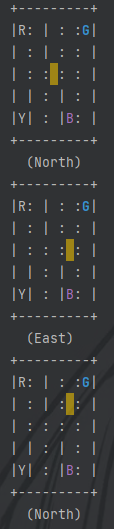 +---------+
|R: | : :G|
| : | : : |
| : : : : |
| | : | : |
|Y| : |B: |
+---------+
  (North)
+---------+
|R: | : :G|
| : | : : |
| : : : : |
| | : | : |
|Y| : |B: |
+---------+
  (East)
+---------+
|R: | : :G|
| : | : : |
| : : : : |
| | : | : |
|Y| : |B: |
+---------+
  (North)